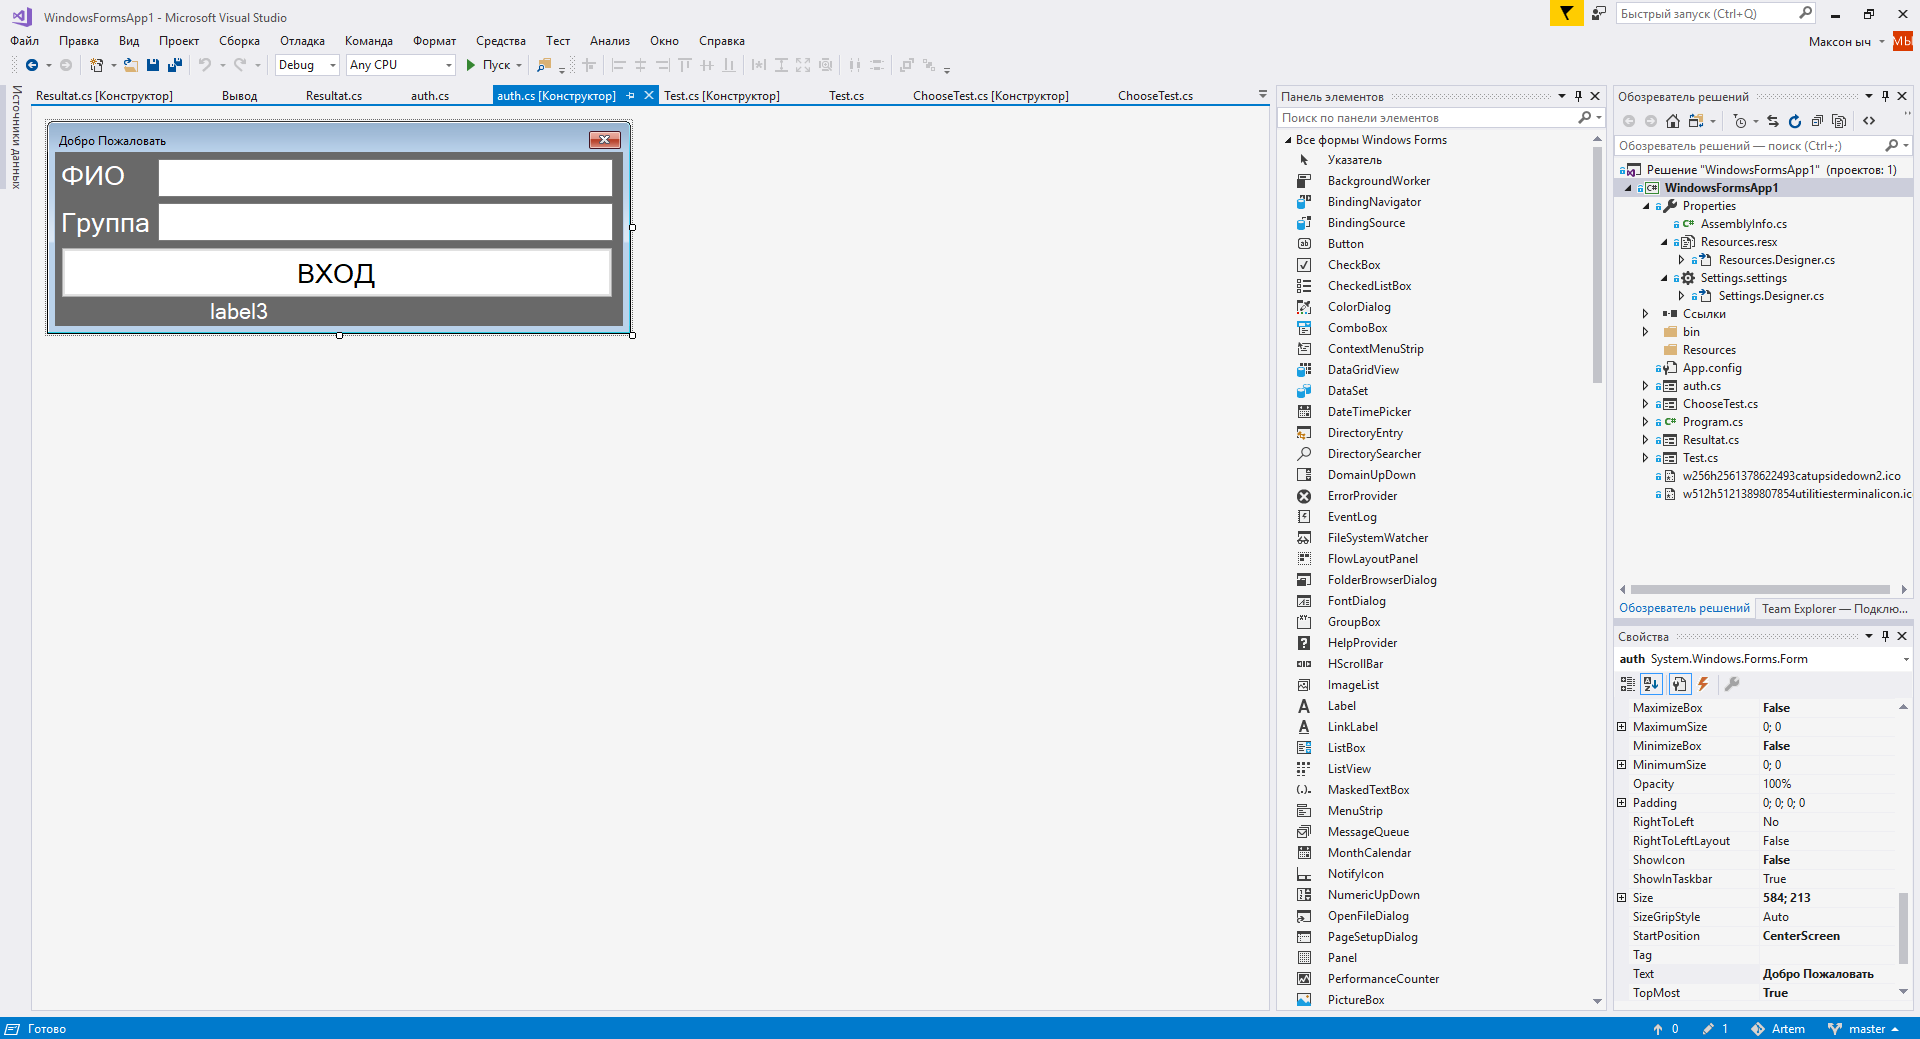 WindowsFormsApp1 - Microsoft Visual Studio
Быстрый запуск (Ctrl+Q)
Файл Правка Вид Проект Сборка Отладка Команда Формат Средства Тест Анализ Окно Справка
Максон ыч
МЫ
Debug Any CPU Пуск
Источники данных
Resultat.cs [Конструктор] Вывод Resultat.cs auth.cs auth.cs [Конструктор] Test.cs [Конструктор] Test.cs ChooseTest.cs [Конструктор] ChooseTest.cs
Добро Пожаловать
ФИО
Группа
ВХОД
label3
Панель элементов
Поиск по панели элементов
Все формы Windows Forms
Указатель
BackgroundWorker
BindingNavigator
BindingSource
Button
CheckBox
CheckedListBox
ColorDialog
ComboBox
ContextMenuStrip
DataGridView
DataSet
DateTimePicker
DirectoryEntry
DirectorySearcher
DomainUpDown
ErrorProvider
EventLog
FileSystemWatcher
FlowLayoutPanel
FolderBrowserDialog
FontDialog
GroupBox
HelpProvider
HScrollBar
ImageList
Label
LinkLabel
ListBox
ListView
MaskedTextBox
MenuStrip
MessageQueue
MonthCalendar
NotifyIcon
NumericUpDown
OpenFileDialog
PageSetupDialog
Panel
PerformanceCounter
PictureBox
Обозреватель решений
Обозреватель решений — поиск (Ctrl+;)
Решение "WindowsFormsApp1" (проектов: 1)
WindowsFormsApp1
Properties
AssemblyInfo.cs
Resources.resx
Resources.Designer.cs
Settings.settings
Settings.Designer.cs
Ссылки
bin
Resources
App.config
auth.cs
ChooseTest.cs
Program.cs
Resultat.cs
Test.cs
w256h2561378622493catupsidedown2.ico
w512h5121389807854utilitiesterminalicon.ic
Обозреватель решений Team Explorer — Подклю...
Свойства
auth System.Windows.Forms.Form
MaximizeBox False
MaximumSize 0; 0
MinimizeBox False
MinimumSize 0; 0
Opacity 100%
Padding 0; 0; 0; 0
RightToLeft No
RightToLeftLayout False
ShowIcon False
ShowInTaskbar True
Size 584; 213
SizeGripStyle Auto
StartPosition CenterScreen
Tag
Text Добро Пожаловать
TopMost True
Готово
0 1 Artem master